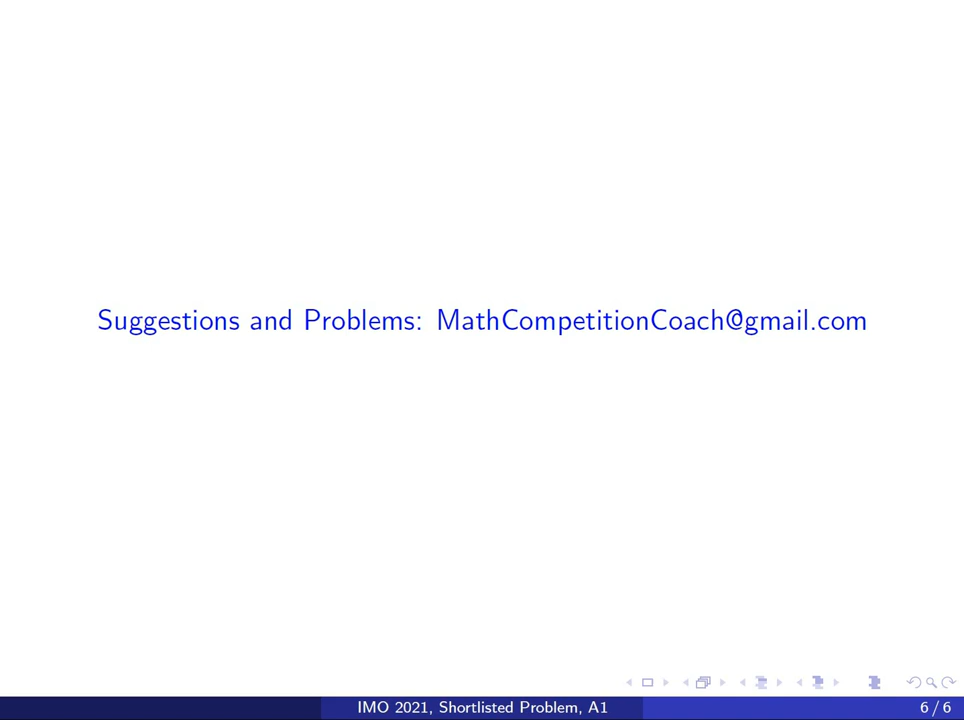 Suggestions and Problems: MathCompetitionCoach@gmail.com
IMO 2021, Shortlisted Problem, A1
6 / 6